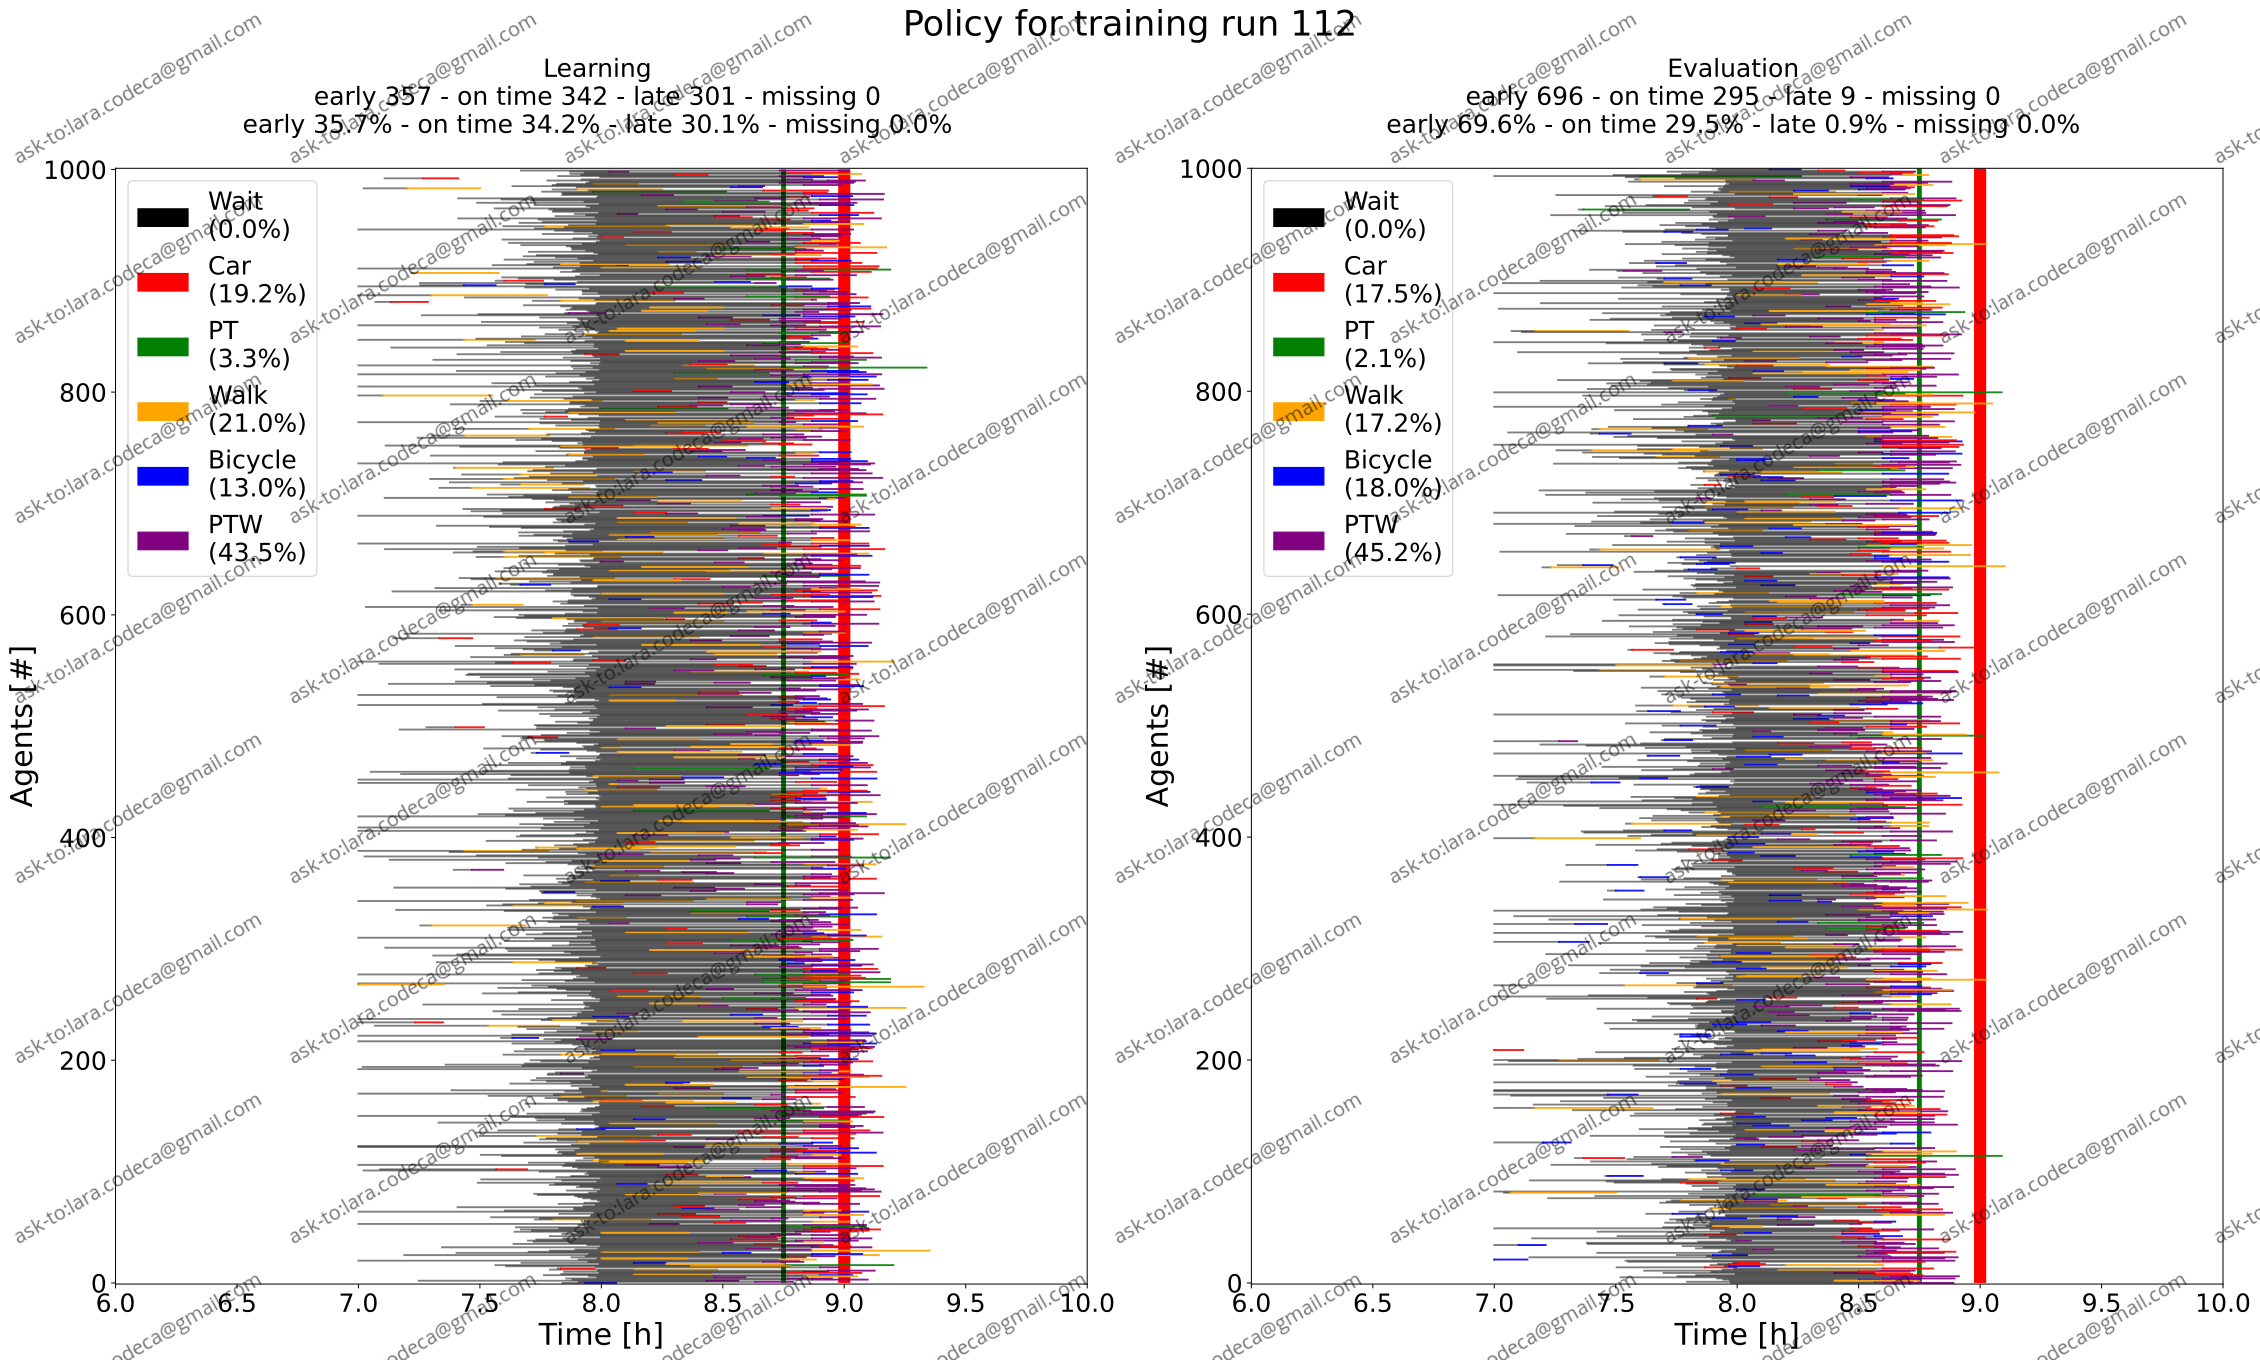 Policy for training run 112
Learning
early 357 - on time 342 - late 301 - missing 0
early 35.7% - on time 34.2% - late 30.1% - missing 0.0%
1000
800
600
400
200
0
Agents [#]
Wait
(0.0%)
Car
(19.2%)
PT
(3.3%)
Walk
(21.0%)
Bicycle
(13.0%)
PTW
(43.5%)
6.0 6.5 7.0 7.5 8.0 8.5 9.0 9.5 10.0
Time [h]
Evaluation
early 696 - on time 295 - late 9 - missing 0
early 69.6% - on time 29.5% - late 0.9% - missing 0.0%
1000
800
600
400
200
0
Agents [#]
Wait
(0.0%)
Car
(17.5%)
PT
(2.1%)
Walk
(17.2%)
Bicycle
(18.0%)
PTW
(45.2%)
6.0 6.5 7.0 7.5 8.0 8.5 9.0 9.5 10.0
Time [h]
ask-to:lara.codeca@gmail.com